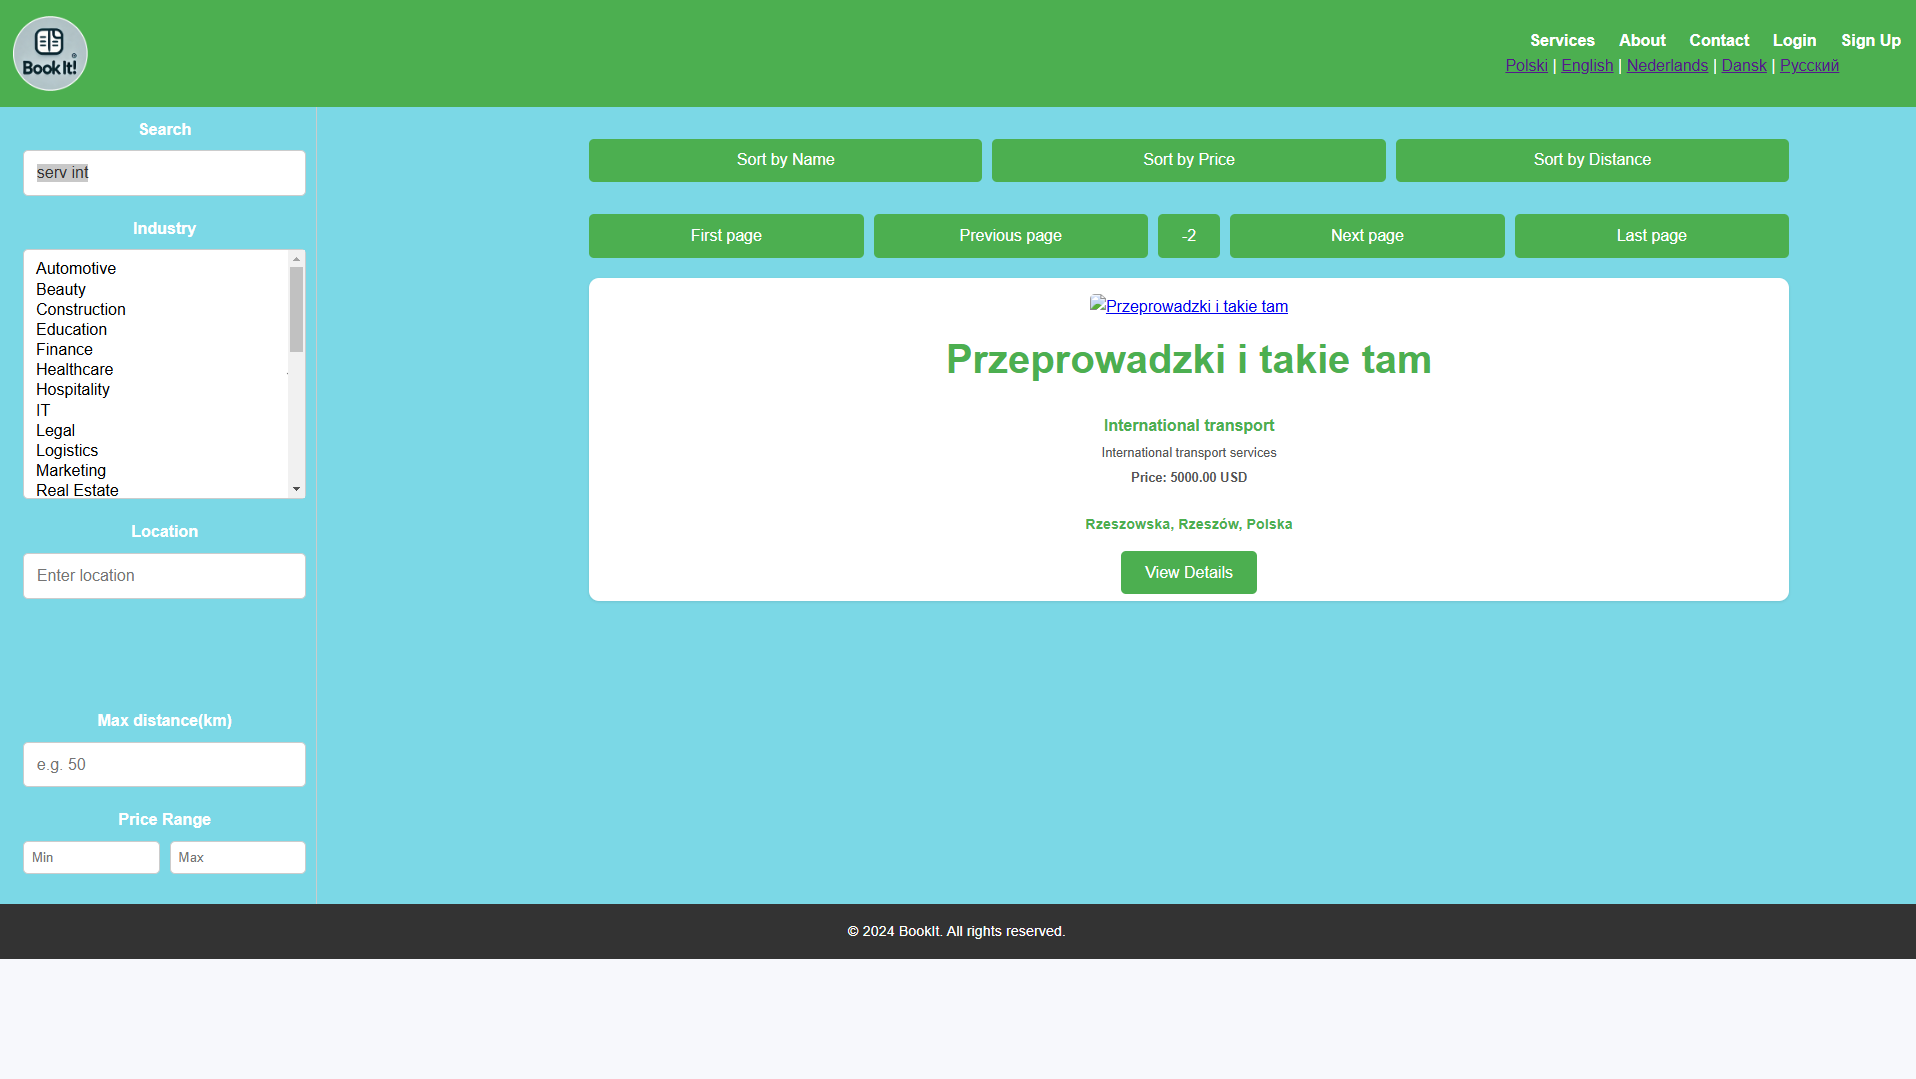 Book It!
®
Services About Contact Login Sign Up
Polski | English | Nederlands | Dansk | Русский
Search
serv int
Industry
Automotive
Beauty
Construction
Education
Finance
Healthcare
Hospitality
IT
Legal
Logistics
Marketing
Real Estate
Location
Enter location
Max distance(km)
e.g. 50
Price Range
Min Max
Sort by Name Sort by Price Sort by Distance
First page Previous page -2 Next page Last page
Przeprowadzki i takie tam
Przeprowadzki i takie tam
International transport
International transport services
Price: 5000.00 USD
Rzeszowska, Rzeszów, Polska
View Details
© 2024 BookIt. All rights reserved.